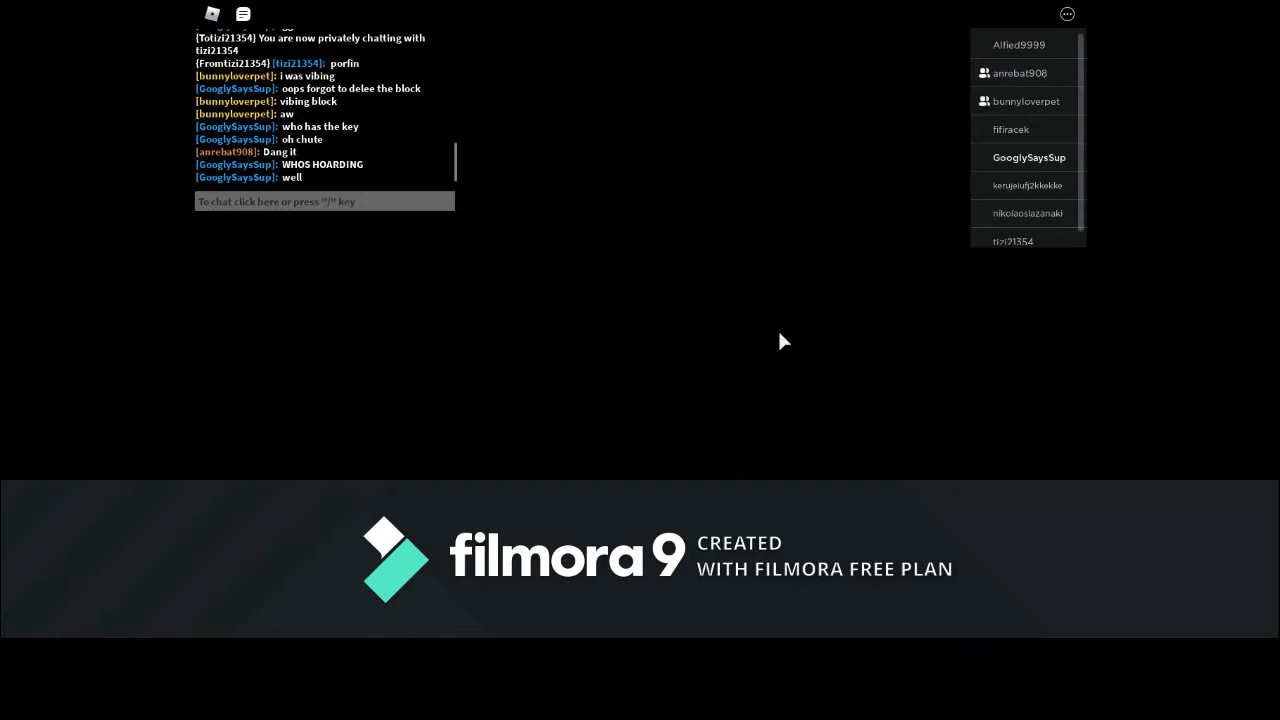 {Totizi21354} You are now privately chatting with
tizi21354
{Fromtizi21354} [tizi21354]: porfin
[bunnyloverpet]: i was vibing
[GooglySaysSup]: oops forgot to delee the block
[bunnyloverpet]: vibing block
[bunnyloverpet]: aw
[GooglySaysSup]: who has the key
[GooglySaysSup]: oh chute
[anrebat908]: Dang it
[GooglySaysSup]: WHOS HOARDING
[GooglySaysSup]: well
To chat click here or press "/" key
Alfied9999
anrebat908
bunnyloverpet
fifiracek
GooglySaysSup
kerujeiufj2kkekke
nikolaoslazanaki
tizi21354
filmora 9
CREATED
WITH FILMORA FREE PLAN